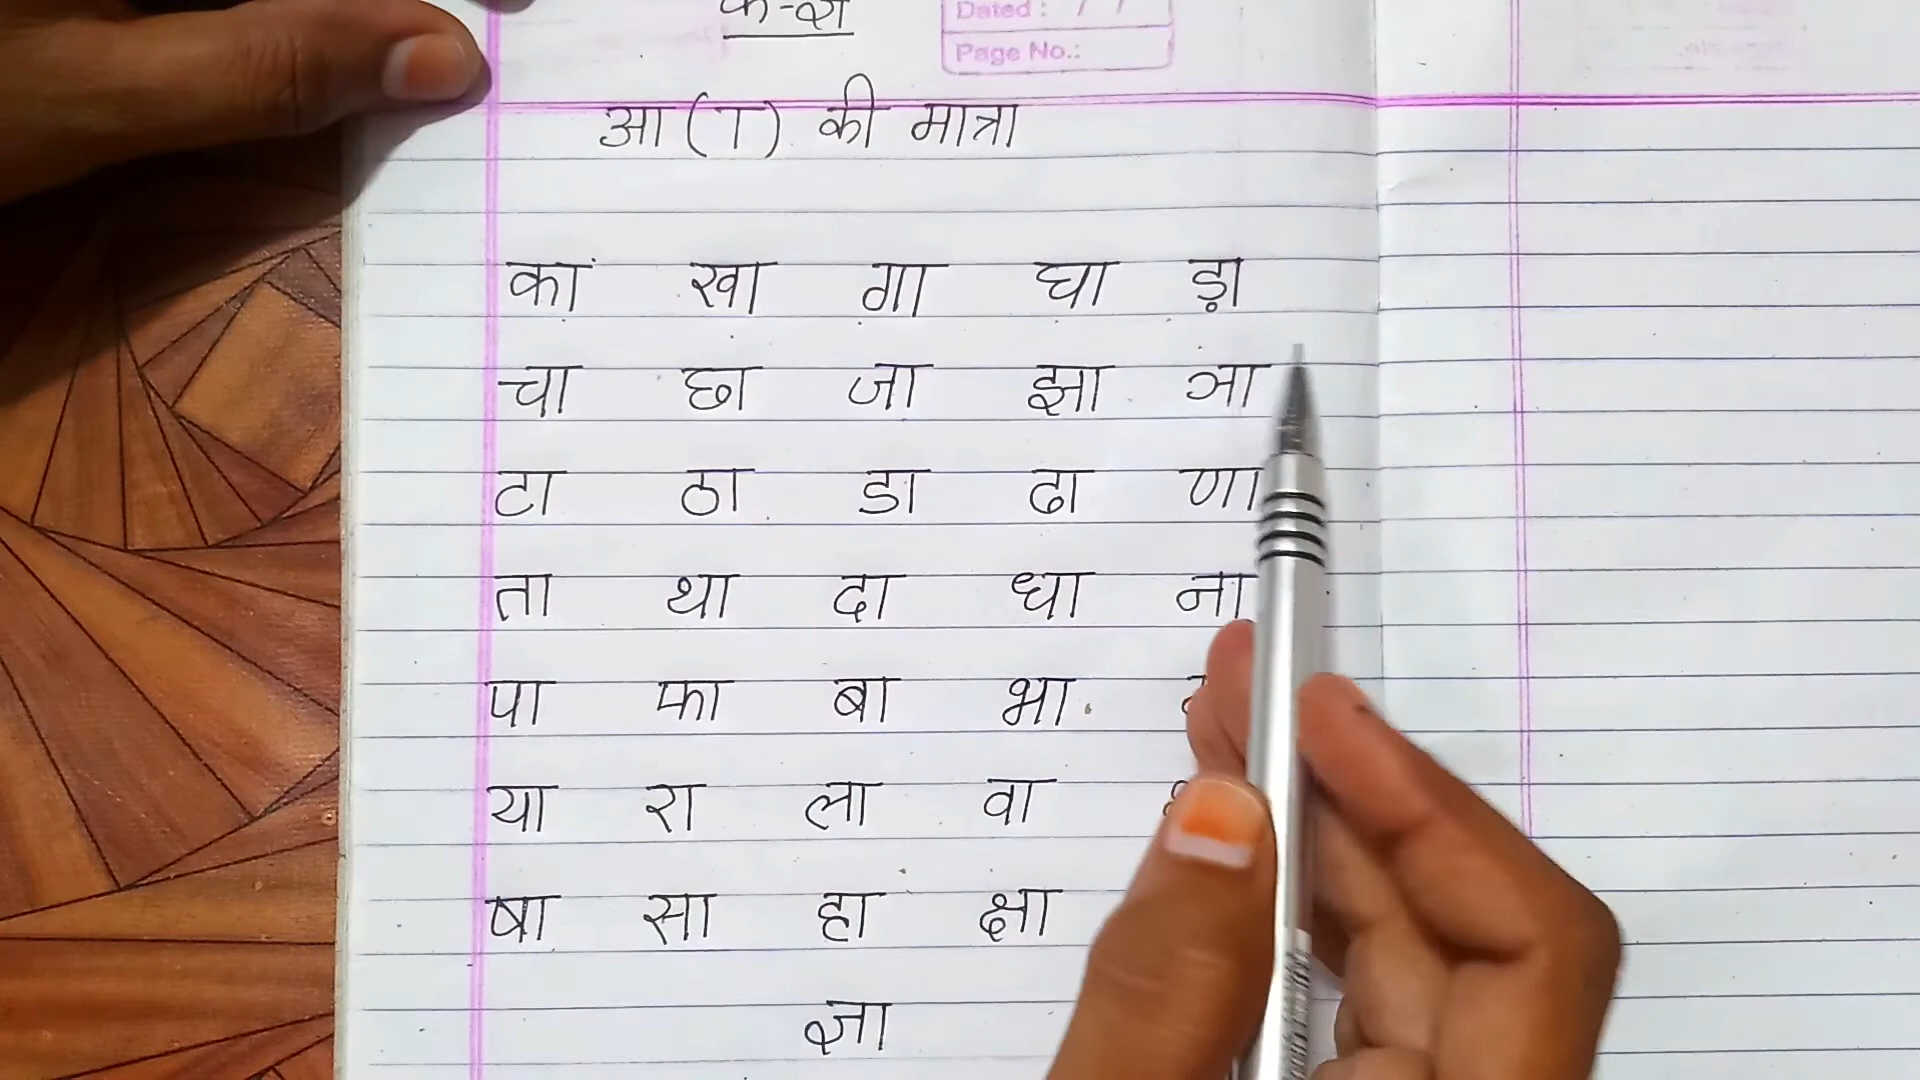 Dated : / /
Page No.:
आ (ा) की मात्रा
का खा गा घा ड़ा
चा छा जा झा ञा
टा ठा डा ढा णा
ता था दा धा ना
पा फा बा भा
या रा ला वा
षा सा हा क्षा
ज्ञा